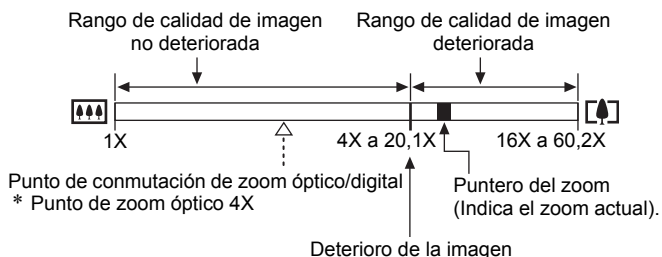 Rango de calidad de imagen
no deteriorada
Rango de calidad de imagen
deteriorada
1X
4X a 20,1X
16X a 60,2X
Punto de conmutación de zoom óptico/digital
* Punto de zoom óptico 4X
Puntero del zoom
(Indica el zoom actual).
Deterioro de la imagen